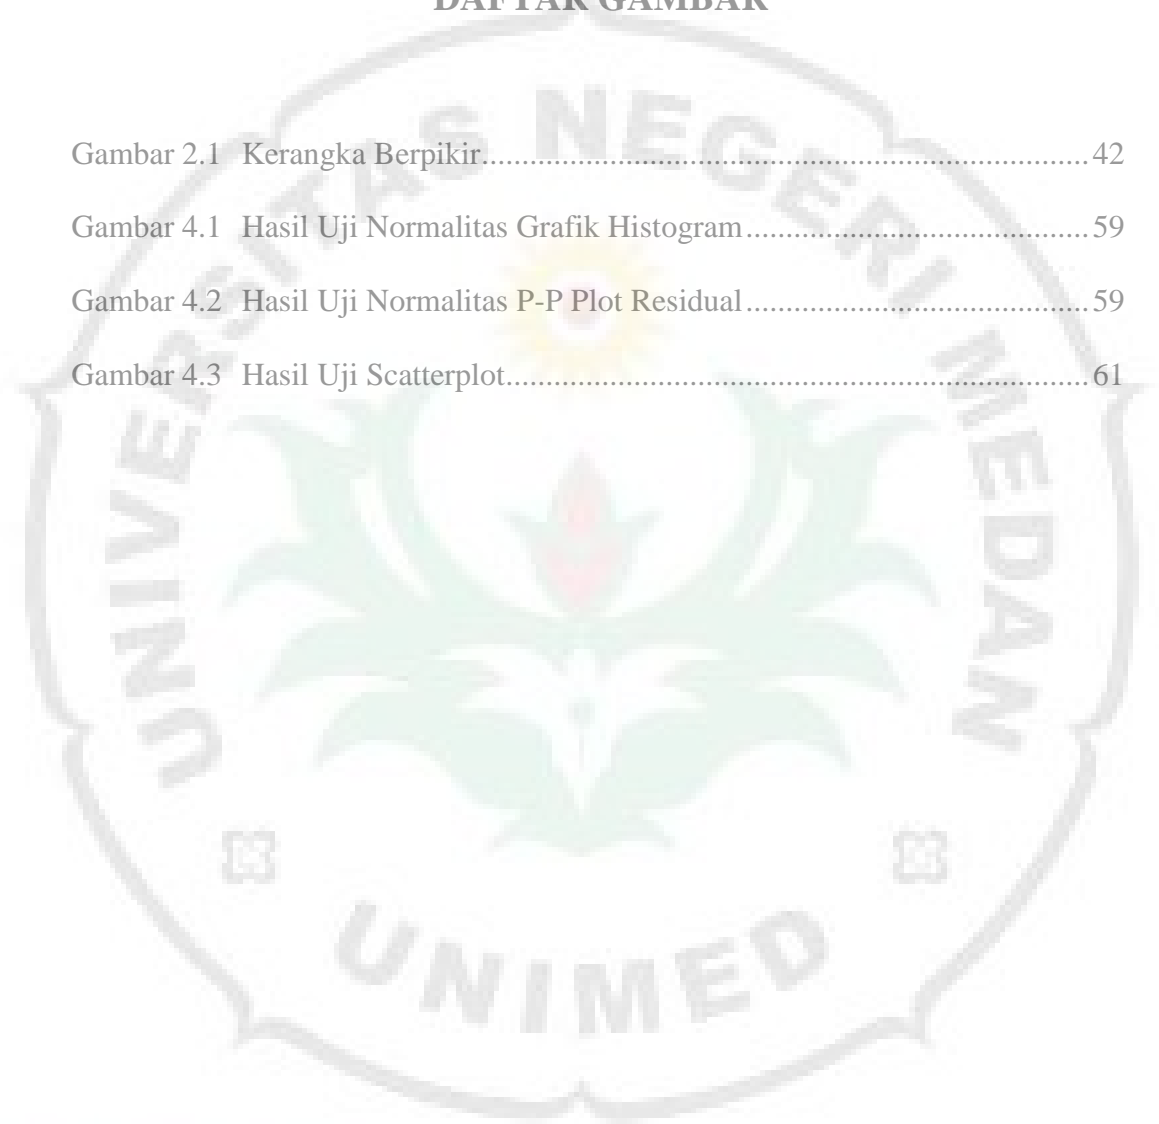 DAFTAR GAMBAR
Gambar 2.1 Kerangka Berpikir........................................................................... 42
Gambar 4.1 Hasil Uji Normalitas Grafik Histogram.......................................... 59
Gambar 4.2 Hasil Uji Normalitas P-P Plot Residual.......................................... 59
Gambar 4.3 Hasil Uji Scatterplot........................................................................ 61
UNIVERSITAS NEGERI MEDAN
UNIMED